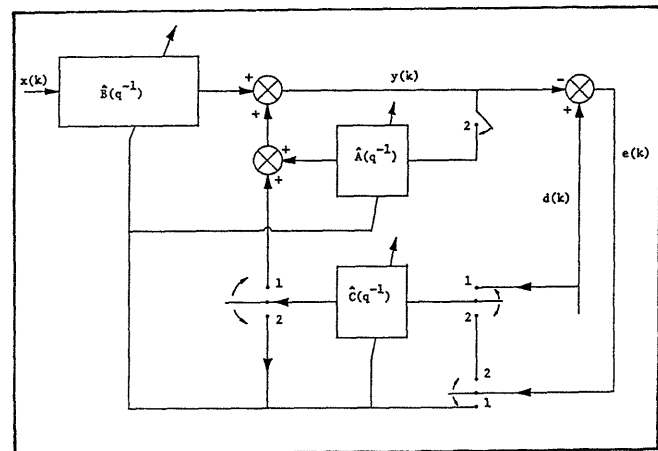 x(k)
B̂(q⁻¹)
+
+
y(k)
-
+
e(k)
2
Â(q⁻¹)
+
+
d(k)
1
2
Ĉ(q⁻¹)
1
2
2
1